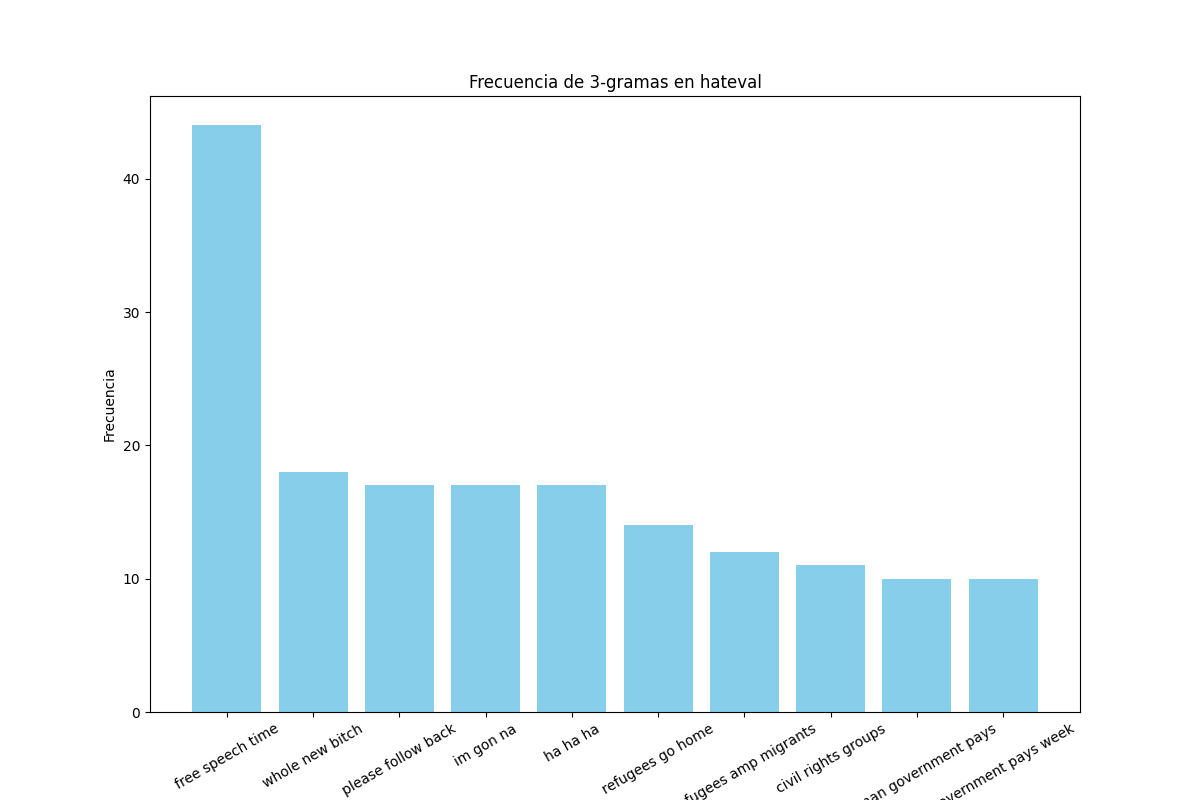 Frecuencia de 3-gramas en hateval
Frecuencia
40
30
20
10
0
free speech time
whole new bitch
please follow back
im gon na
ha ha ha
refugees go home
amp migrants
civil rights groups
government pays
pays week